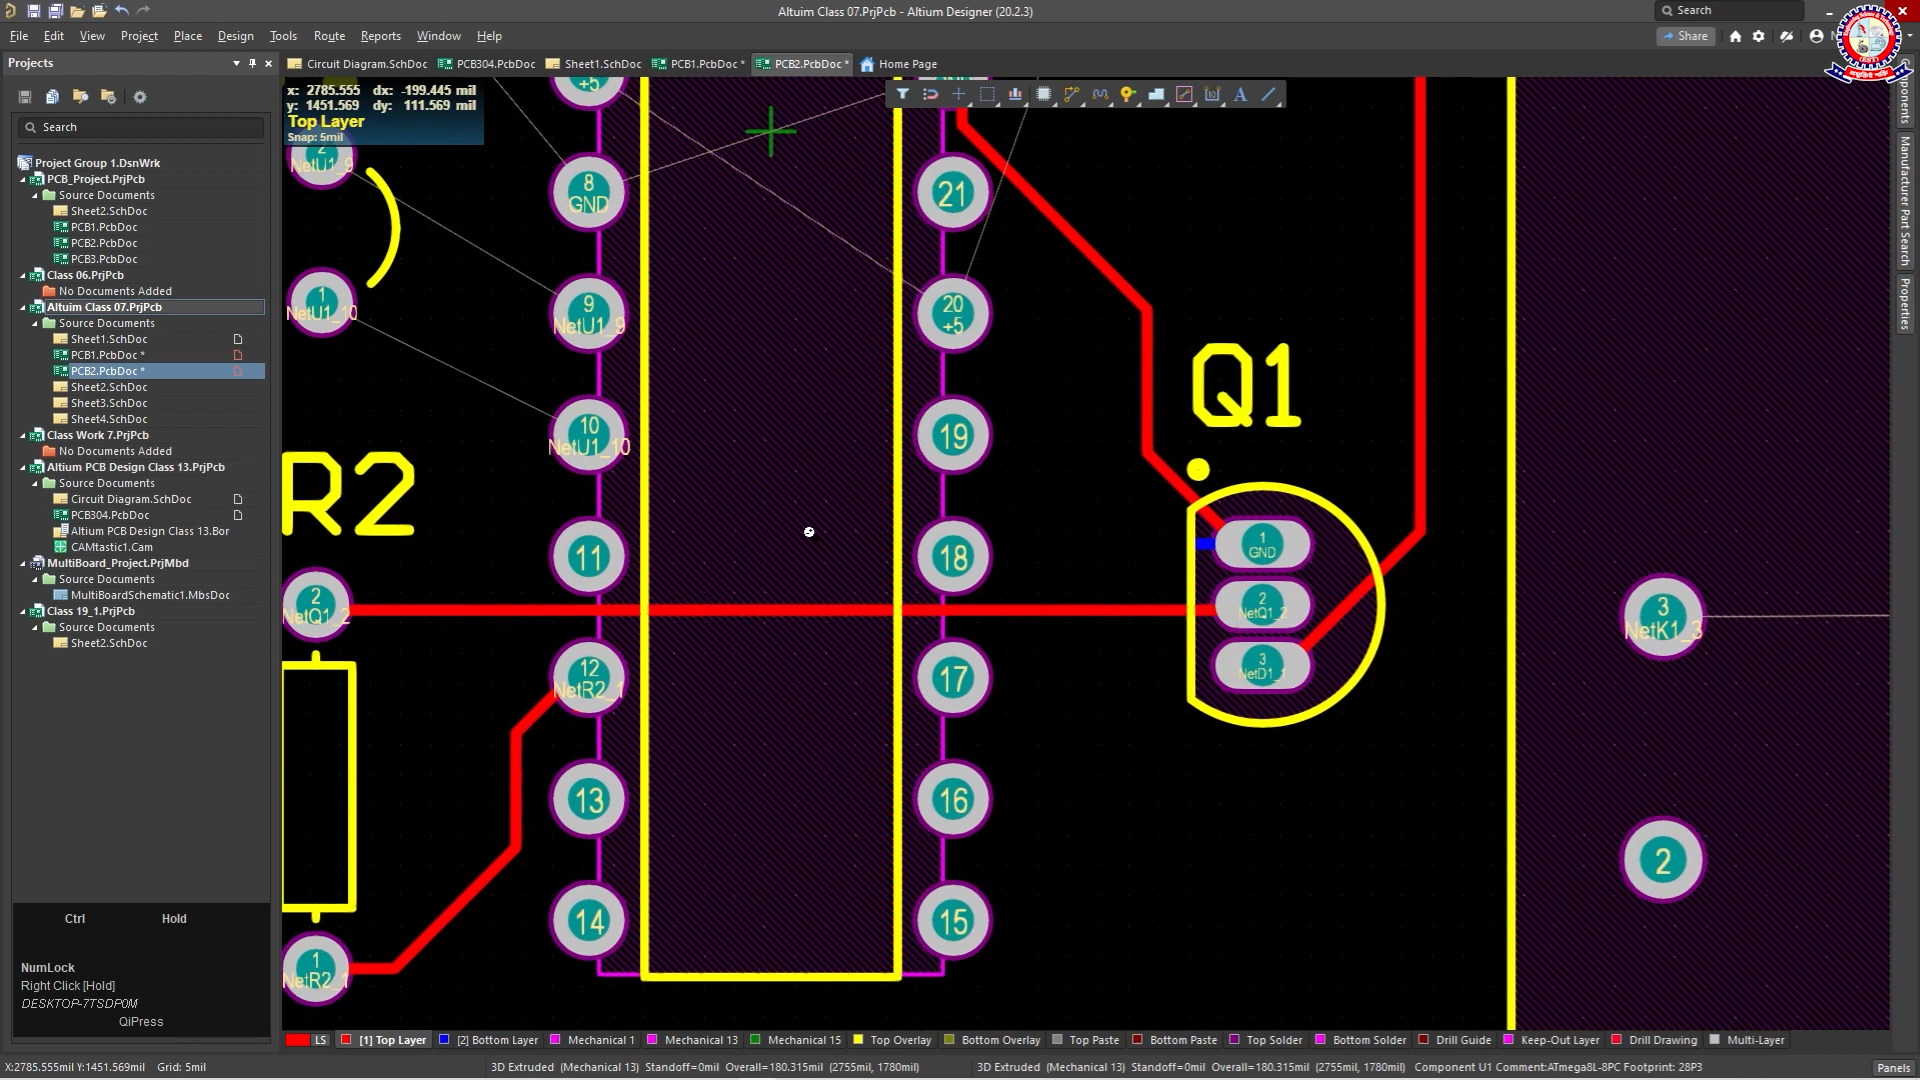 Altuim Class 07.PrjPcb - Altium Designer (20.2.3)
Search
File Edit View Project Place Design Tools Route Reports Window Help
Share
Projects
Circuit Diagram.SchDoc PCB304.PcbDoc Sheet1.SchDoc PCB1.PcbDoc * PCB2.PcbDoc * Home Page
x: 2785.555 dx: -199.445 mil
y: 1451.569 dy: 111.569 mil
Top Layer
Snap: 5mil
Search
Project Group 1.DsnWrk
PCB_Project.PrjPcb
Source Documents
Sheet2.SchDoc
PCB1.PcbDoc
PCB2.PcbDoc
PCB3.PcbDoc
Class 06.PrjPcb
No Documents Added
Altuim Class 07.PrjPcb
Source Documents
Sheet1.SchDoc
PCB1.PcbDoc *
PCB2.PcbDoc *
Sheet2.SchDoc
Sheet3.SchDoc
Sheet4.SchDoc
Class Work 7.PrjPcb
No Documents Added
Altium PCB Design Class 13.PrjPcb
Source Documents
Circuit Diagram.SchDoc
PCB304.PcbDoc
Altium PCB Design Class 13.Bor
CAMtastic1.Cam
MultiBoard_Project.PrjMbd
Source Documents
MultiBoardSchematic1.MbsDoc
Class 19_1.PrjPcb
Source Documents
Sheet2.SchDoc
Ctrl Hold
NumLock
Right Click [Hold]
DESKTOP-7TSDP0M
QiPress
+5
2
NetU1_9
8
GND
21
1
NetU1_10
9
NetU1_9
20
+5
10
NetU1_10
19
Q1
R2
11
18
1
GND
2
NetQ1_2
2
NetQ1_2
3
NetK1_3
12
NetR2_1
17
3
NetD1_1
13
16
2
14
15
1
NetR2_1
Components
Manufacturer Part Search
Properties
LS [1] Top Layer [2] Bottom Layer Mechanical 1 Mechanical 13 Mechanical 15 Top Overlay Bottom Overlay Top Paste Bottom Paste Top Solder Bottom Solder Drill Guide Keep-Out Layer Drill Drawing Multi-Layer
X:2785.555mil Y:1451.569mil Grid: 5mil 3D Extruded (Mechanical 13) Standoff=0mil Overall=180.315mil (2755mil, 1780mil) 3D Extruded (Mechanical 13) Standoff=0mil Overall=180.315mil (2755mil, 1780mil) Component U1 Comment:ATmega8L-8PC Footprint: 28P3 Panels